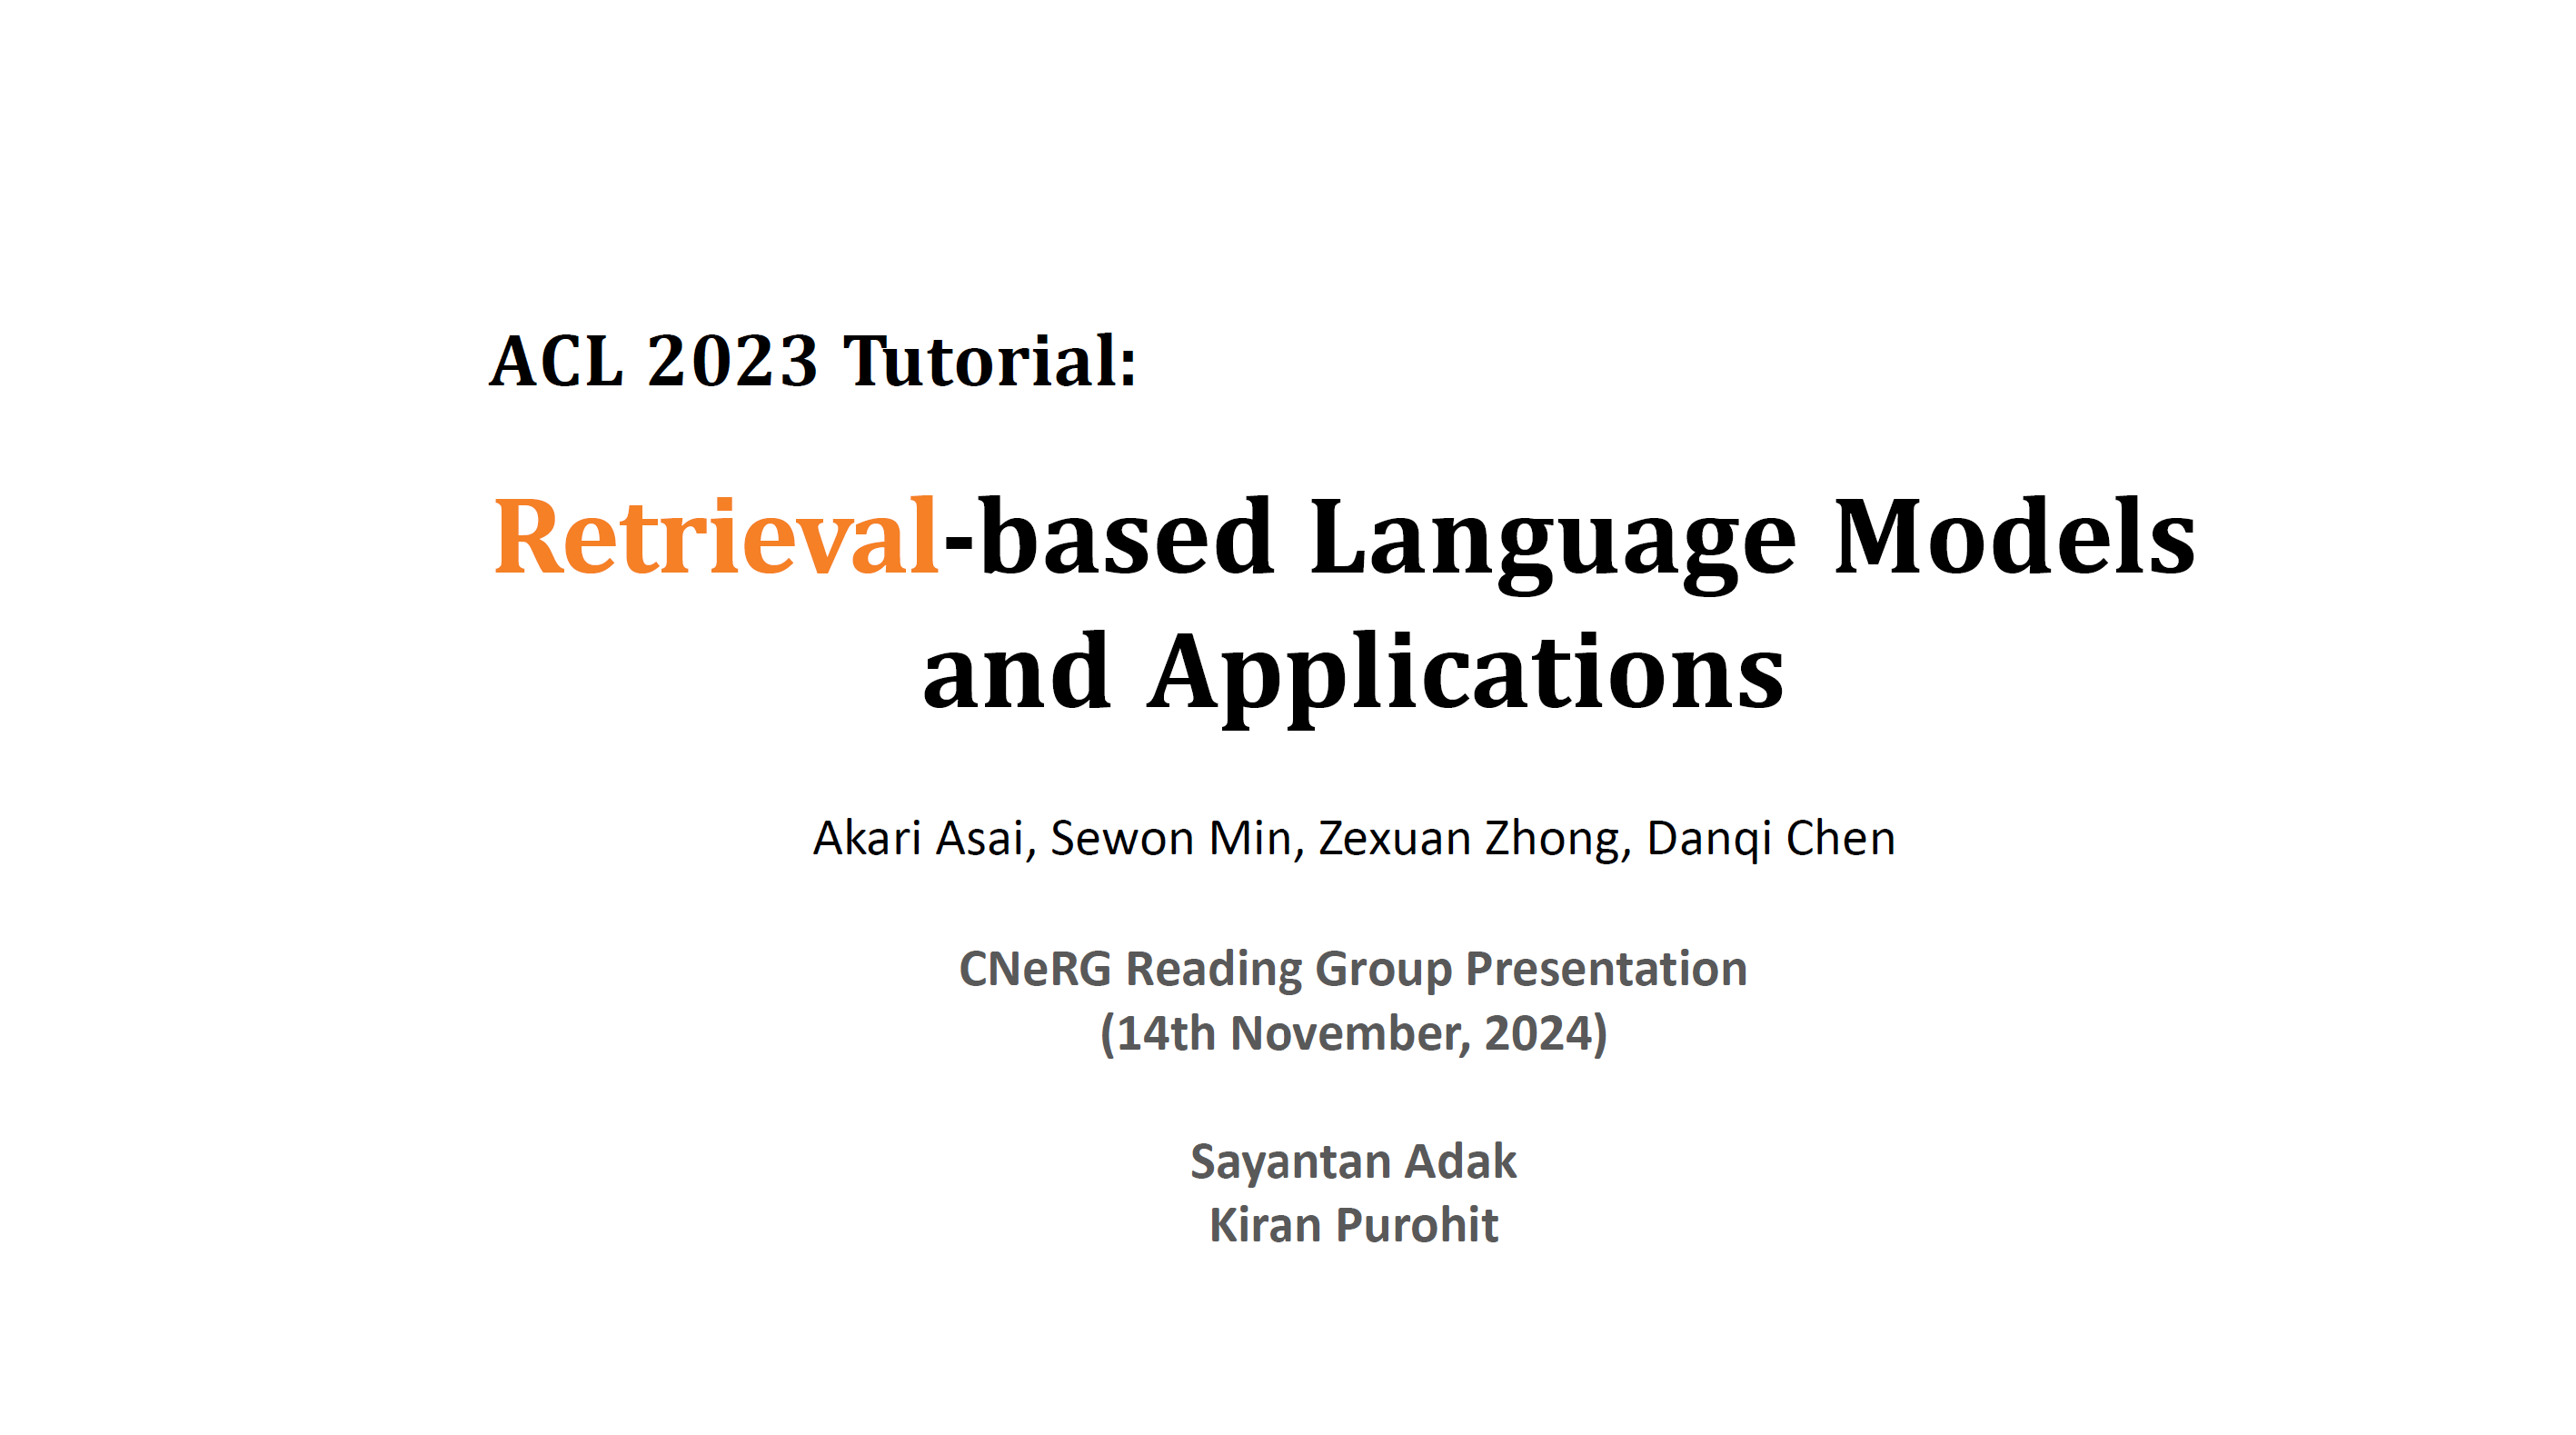 ACL 2023 Tutorial:
Retrieval-based Language Models
and Applications
Akari Asai, Sewon Min, Zexuan Zhong, Danqi Chen
CNeRG Reading Group Presentation
(14th November, 2024)
Sayantan Adak
Kiran Purohit